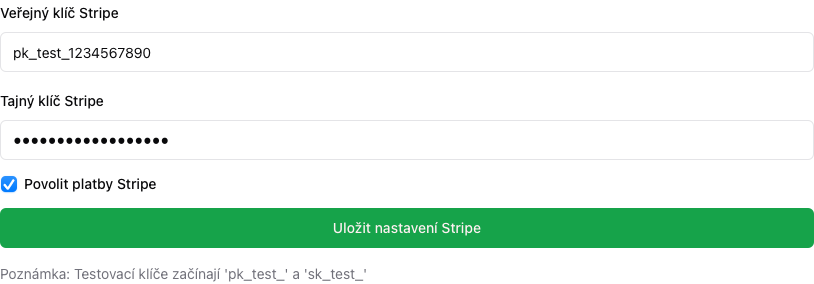 Veřejný klíč Stripe
pk_test_1234567890
Tajný klíč Stripe
••••••••••••••••••
Povolit platby Stripe
Uložit nastavení Stripe
Poznámka: Testovací klíče začínají 'pk_test_' a 'sk_test_'